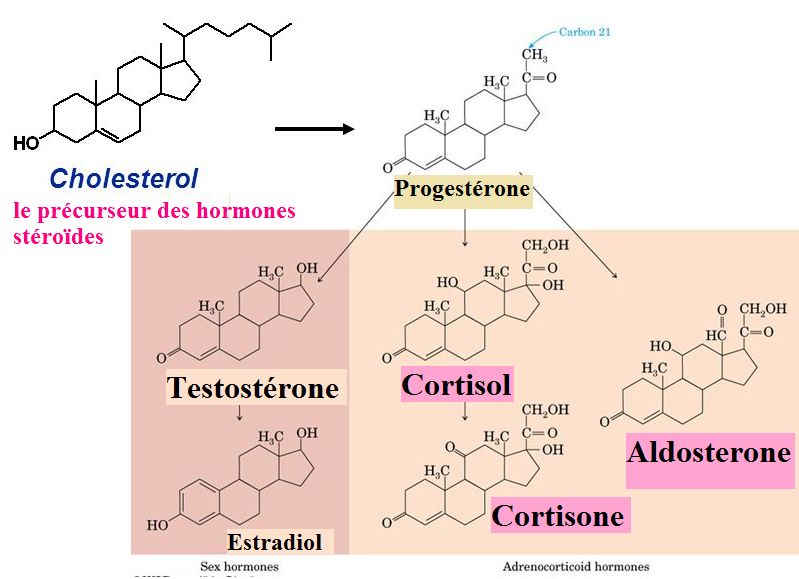 Carbon 21
CH₃
H₃C
C=O
H₃C
O
HO
Cholesterol
le précurseur des hormones
stéroïdes
Progestérone
CH₂OH
H₃C
OH
H₃C
O
Testostérone
HO
H₃C
C=O
OH
H₃C
O
Cortisol
O
CH₂OH
HC
C=O
HO
H₃C
O
Aldosterone
H₃C
OH
HO
Estradiol
CH₂OH
O
H₃C
C=O
OH
H₃C
O
Cortisone
Sex hormones
Adrenocorticoid hormones